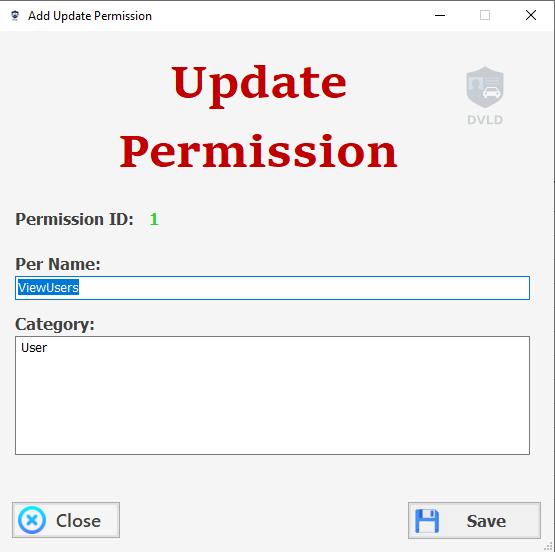 Add Update Permission
Update
Permission
DVLD
Permission ID: 1
Per Name:
ViewUsers
Category:
User
Close
Save